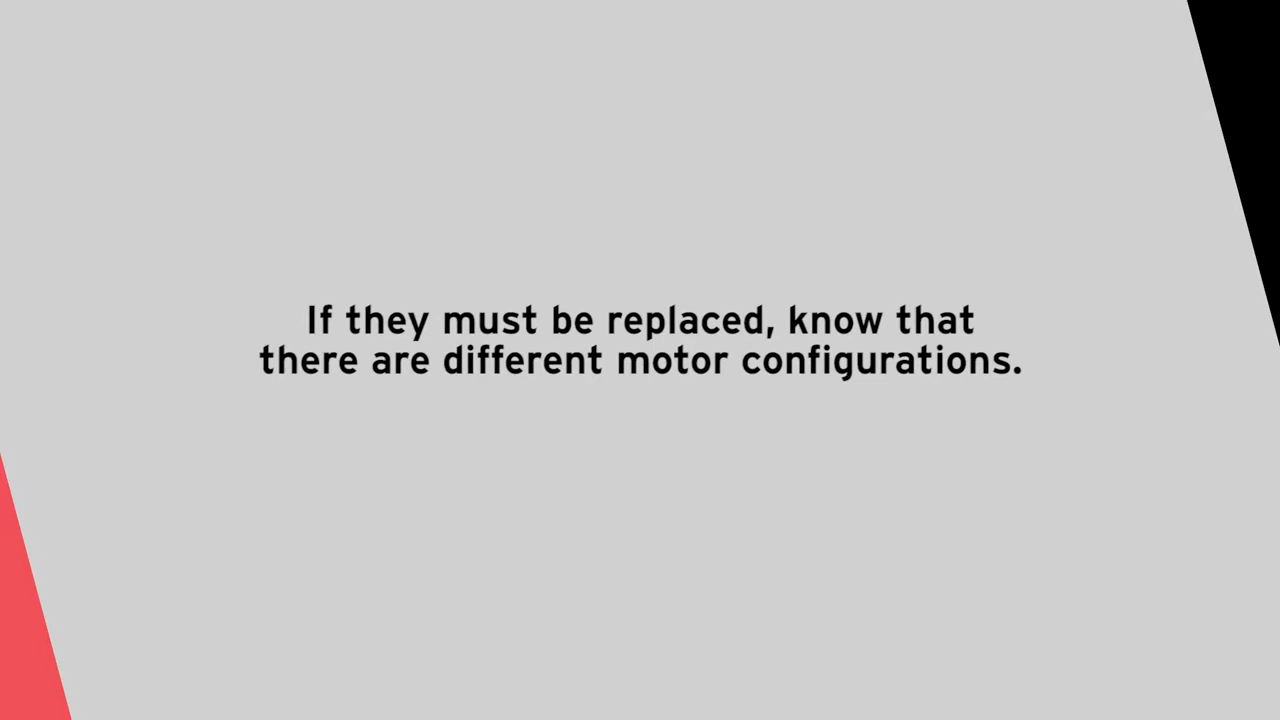 If they must be replaced, know that
there are different motor configurations.